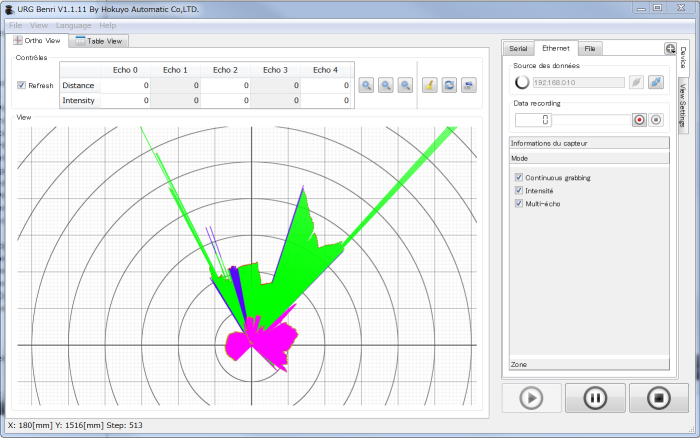 URG Benri V1.1.11 By Hokuyo Automatic Co,LTD.
File View Language Help
Ortho View Table View
Contrôles
Echo 0 Echo 1 Echo 2 Echo 3 Echo 4
Refresh
Distance 0 0 0 0 0
Intensity 0 0 0 0 0
View
X: 180[mm] Y: 1516[mm] Step: 513
Serial Ethernet File
Source des données
192.168.0.10
Data recording
0
Informations du capteur
Mode
Continuous grabbing
Intensité
Multi-écho
Zone
Device
View Settings